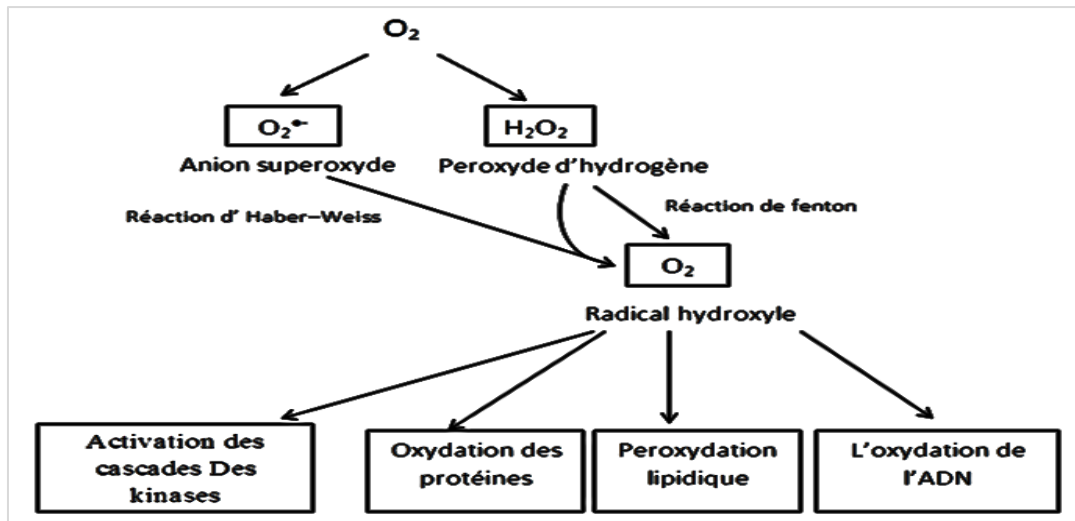 O₂
O₂•-
H₂O₂
Anion superoxyde
Peroxyde d'hydrogène
Réaction d' Haber–Weiss
Réaction de fenton
O₂
Radical hydroxyle
Activation des
cascades Des
kinases
Oxydation des
protéines
Peroxydation
lipidique
L'oxydation de
l'ADN